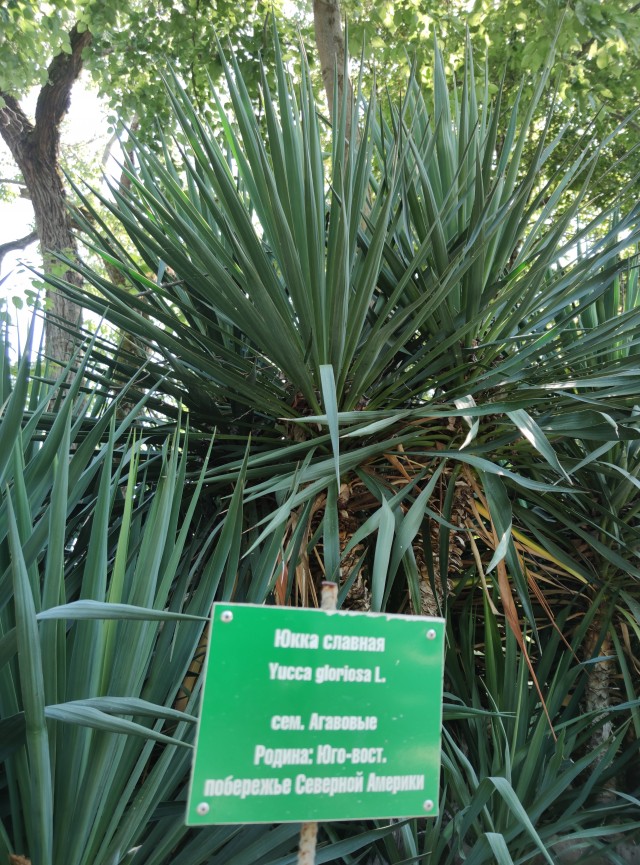 Юкка славная
Yucca gloriosa L.
сем. Агавовые
Родина: Юго-вост.
побережье Северной Америки